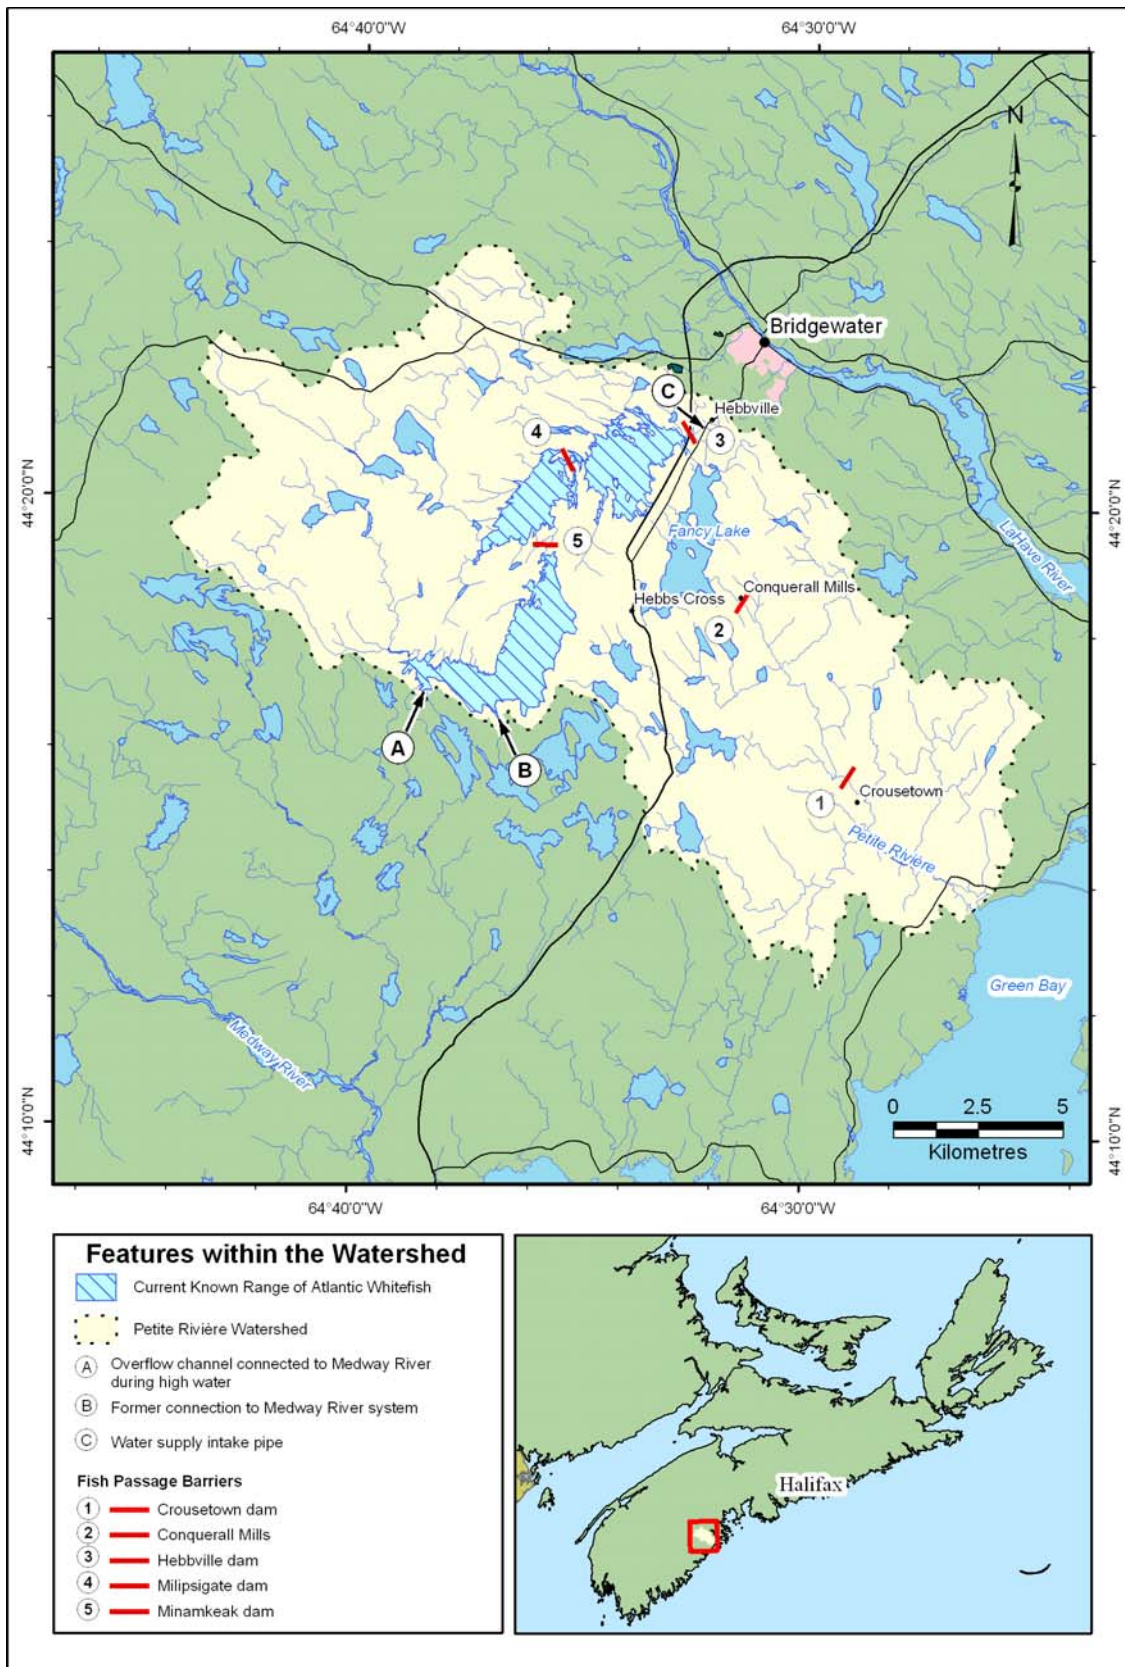 64°40'0"W
64°30'0"W
N
Bridgewater
C
Hebbville
4
3
44°20'0"N
44°20'0"N
Fancy Lake
5
LaHave River
Conquerall Mills
Hebbs Cross
2
A
B
Crousetown
1
Petite Rivière
Green Bay
Medway River
0 2.5 5
Kilometres
44°10'0"N
44°10'0"N
64°40'0"W
64°30'0"W
Features within the Watershed
Current Known Range of Atlantic Whitefish
Petite Rivière Watershed
A Overflow channel connected to Medway River
during high water
B Former connection to Medway River system
C Water supply intake pipe
Fish Passage Barriers
1 Crousetown dam
2 Conquerall Mills
3 Hebbville dam
4 Milipsigate dam
5 Minamkeak dam
Halifax